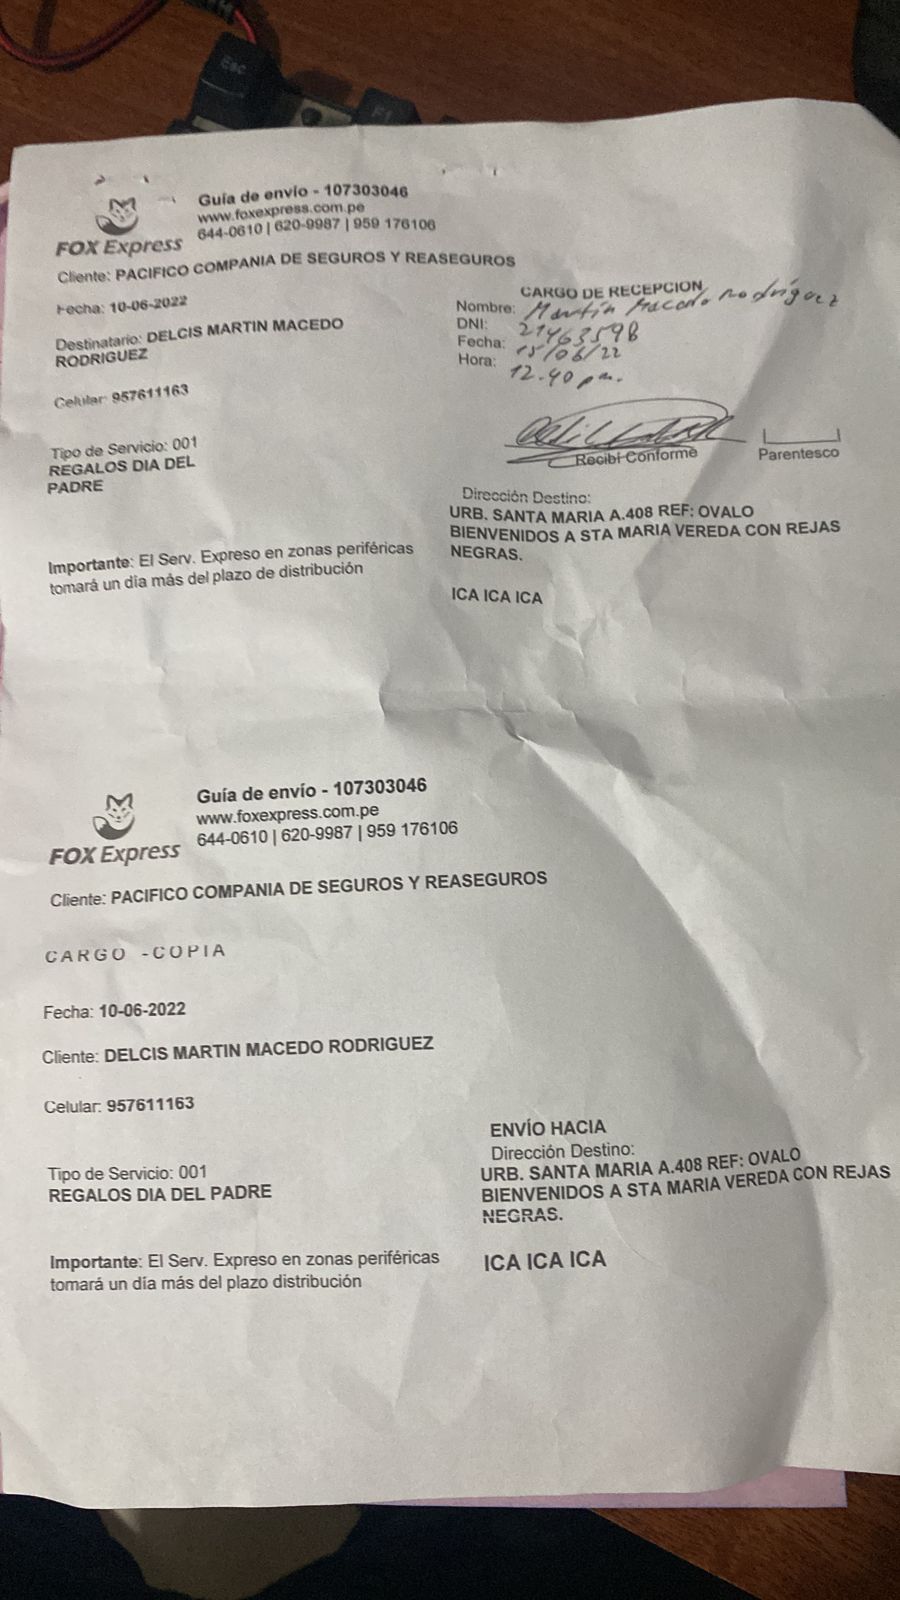 Esc
F1
FOX Express
Guía de envío - 107303046
www.foxexpress.com.pe
644-0610 | 620-9987 | 959 176106
Cliente: PACIFICO COMPANIA DE SEGUROS Y REASEGUROS
Fecha: 10-06-2022
Destinatario: DELCIS MARTIN MACEDO
RODRIGUEZ
Celular: 957611163
Tipo de Servicio: 001
REGALOS DIA DEL
PADRE
Importante: El Serv. Expreso en zonas periféricas
tomará un día más del plazo de distribución
CARGO DE RECEPCION
Nombre: Martín Macedo Rodríguez
DNI: 21463598
Fecha: 15/06/22
Hora: 12.40 pm.
Recibi Conforme
Parentesco
Dirección Destino:
URB. SANTA MARIA A.408 REF: OVALO
BIENVENIDOS A STA MARIA VEREDA CON REJAS
NEGRAS.
ICA ICA ICA
FOX Express
Guía de envío - 107303046
www.foxexpress.com.pe
644-0610 | 620-9987 | 959 176106
Cliente: PACIFICO COMPANIA DE SEGUROS Y REASEGUROS
CARGO -COPIA
Fecha: 10-06-2022
Cliente: DELCIS MARTIN MACEDO RODRIGUEZ
Celular: 957611163
Tipo de Servicio: 001
REGALOS DIA DEL PADRE
Importante: El Serv. Expreso en zonas periféricas
tomará un día más del plazo distribución
ENVÍO HACIA
Dirección Destino:
URB. SANTA MARIA A.408 REF: OVALO
BIENVENIDOS A STA MARIA VEREDA CON REJAS
NEGRAS.
ICA ICA ICA